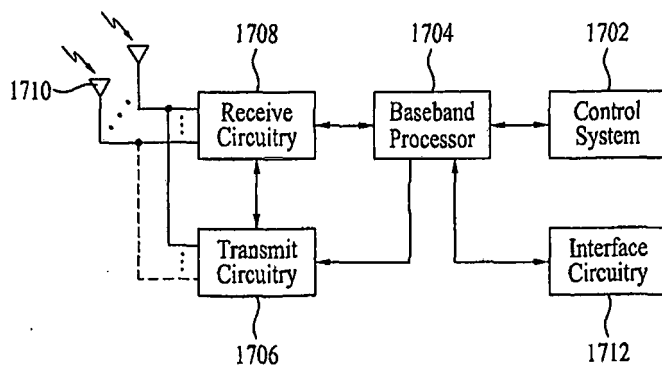 1708
1704
1702
1710
Receive
Circuitry
Baseband
Processor
Control
System
Transmit
Circuitry
Interface
Circuitry
1706
1712